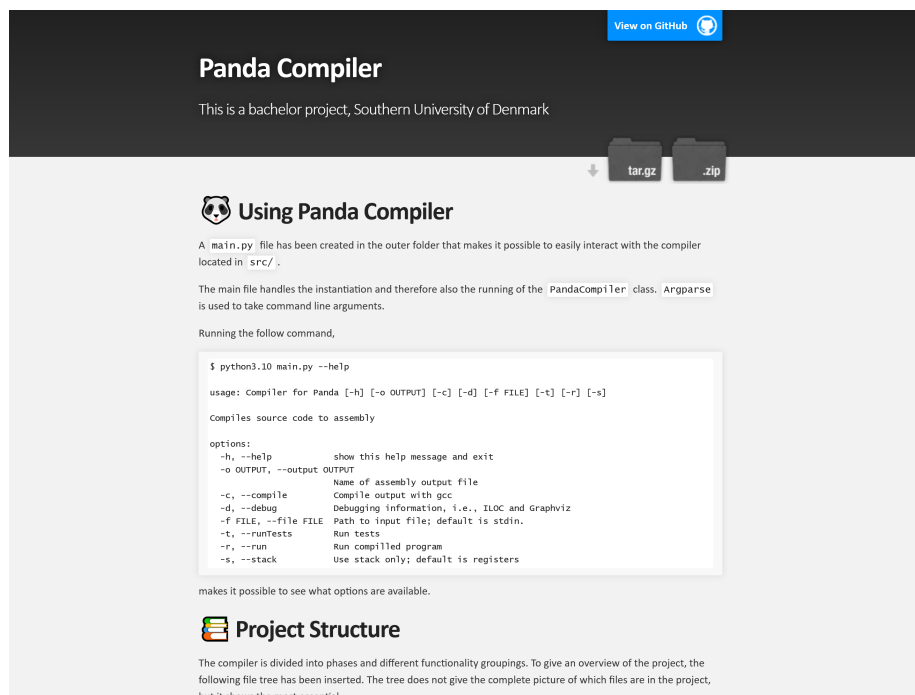 View on GitHub
Panda Compiler
This is a bachelor project, Southern University of Denmark
tar.gz .zip
🐼 Using Panda Compiler
A main.py file has been created in the outer folder that makes it possible to easily interact with the compiler
located in src/ .
The main file handles the instantiation and therefore also the running of the PandaCompiler class. Argparse
is used to take command line arguments.
Running the follow command,
$ python3.10 main.py --help
usage: Compiler for Panda [-h] [-o OUTPUT] [-c] [-d] [-f FILE] [-t] [-r] [-s]
Compiles source code to assembly
options:
-h, --help show this help message and exit
-o OUTPUT, --output OUTPUT
Name of assembly output file
-c, --compile Compile output with gcc
-d, --debug Debugging information, i.e., ILOC and Graphviz
-f FILE, --file FILE Path to input file; default is stdin.
-t, --runTests Run tests
-r, --run Run compilled program
-s, --stack Use stack only; default is registers
makes it possible to see what options are available.
📚 Project Structure
The compiler is divided into phases and different functionality groupings. To give an overview of the project, the
following file tree has been inserted. The tree does not give the complete picture of which files are in the project,